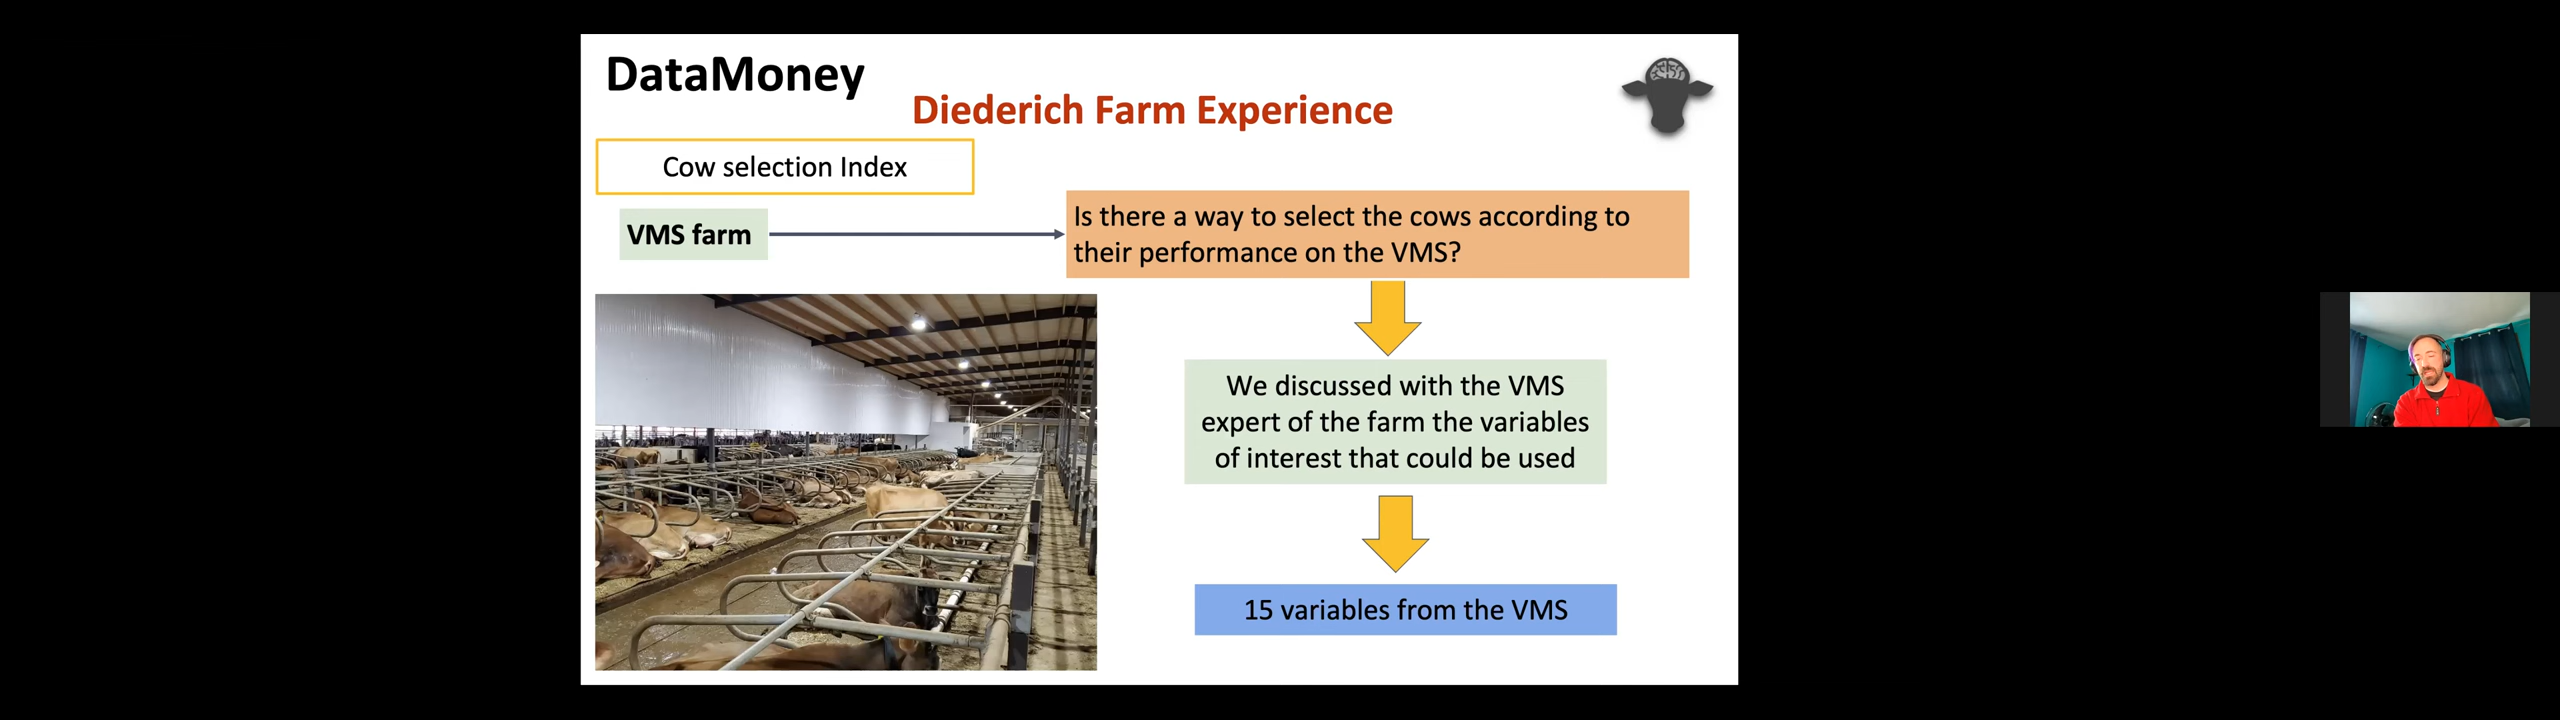 DataMoney
Diederich Farm Experience
Cow selection Index
VMS farm
Is there a way to select the cows according to
their performance on the VMS?
We discussed with the VMS
expert of the farm the variables
of interest that could be used
15 variables from the VMS